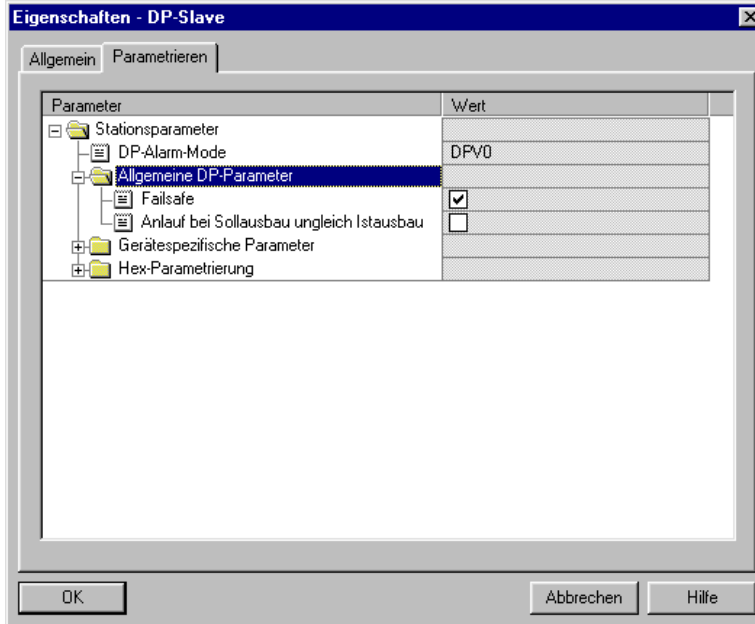 Eigenschaften - DP-Slave
Allgemein Parametrieren
Parameter Wert
Stationsparameter
DP-Alarm-Mode DPV0
Allgemeine DP-Parameter
Failsafe
Anlauf bei Sollausbau ungleich Istausbau
Gerätespezifische Parameter
Hex-Parametrierung
OK Abbrechen Hilfe